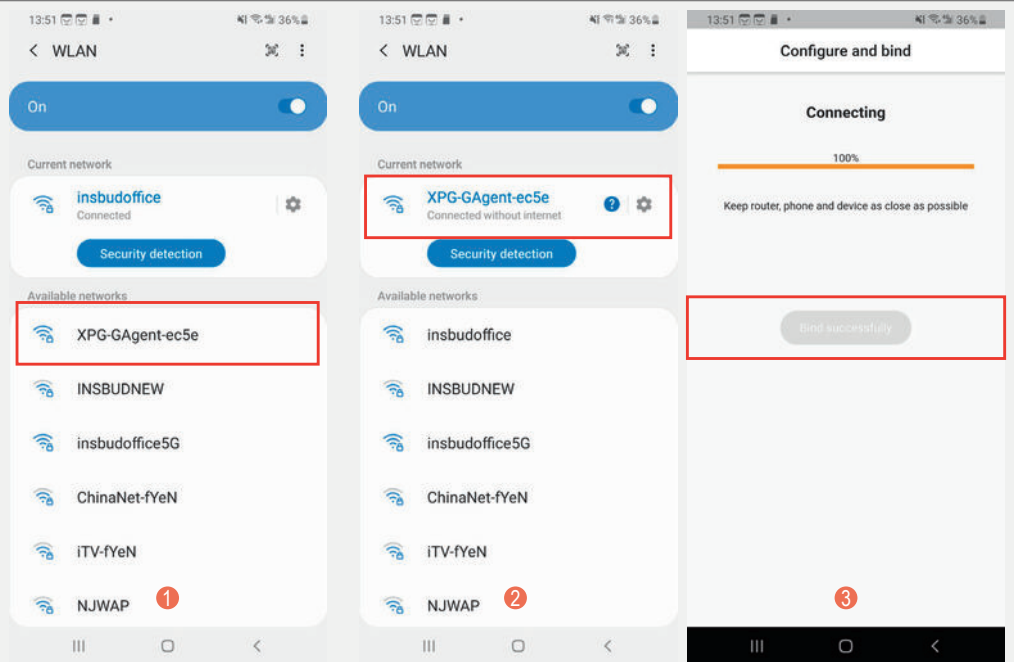 13:51 36%
WLAN
On
Current network
insbudoffice
Connected
Security detection
Available networks
XPG-GAgent-ec5e
INSBUDNEW
insbudoffice5G
ChinaNet-fYeN
iTV-fYeN
NJWAP
1
13:51 36%
WLAN
On
Current network
XPG-GAgent-ec5e
?
Connected without internet
Security detection
Available networks
insbudoffice
INSBUDNEW
insbudoffice5G
ChinaNet-fYeN
iTV-fYeN
NJWAP
2
13:51 36%
Configure and bind
Connecting
100%
Keep router, phone and device as close as possible
Bind successfully
3